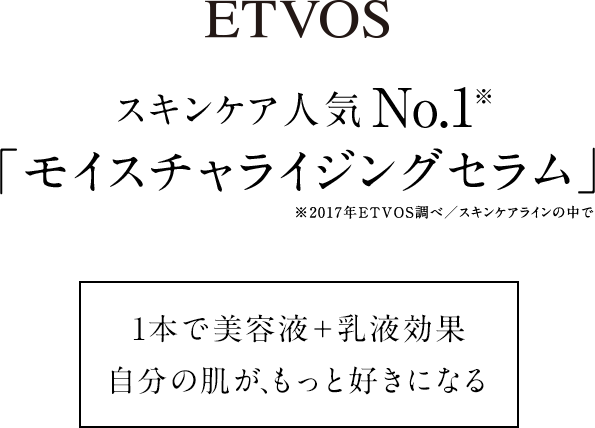 ETVOS
スキンケア人気 No.1※
「モイスチャライジングセラム」
※2017年ETVOS調べ／スキンケアラインの中で
1本で美容液+乳液効果
自分の肌が、もっと好きになる